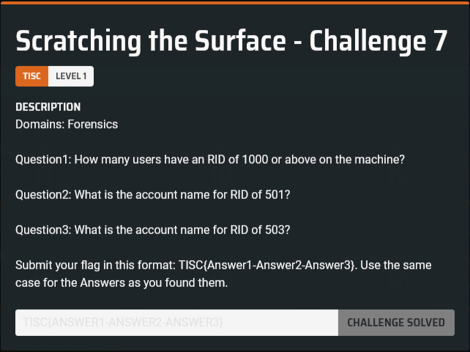 Scratching the Surface - Challenge 7
TISC LEVEL 1
DESCRIPTION
Domains: Forensics
Question1: How many users have an RID of 1000 or above on the machine?
Question2: What is the account name for RID of 501?
Question3: What is the account name for RID of 503?
Submit your flag in this format: TISC{Answer1-Answer2-Answer3}. Use the same
case for the Answers as you found them.
TISC{ANSWER1-ANSWER2-ANSWER3} CHALLENGE SOLVED